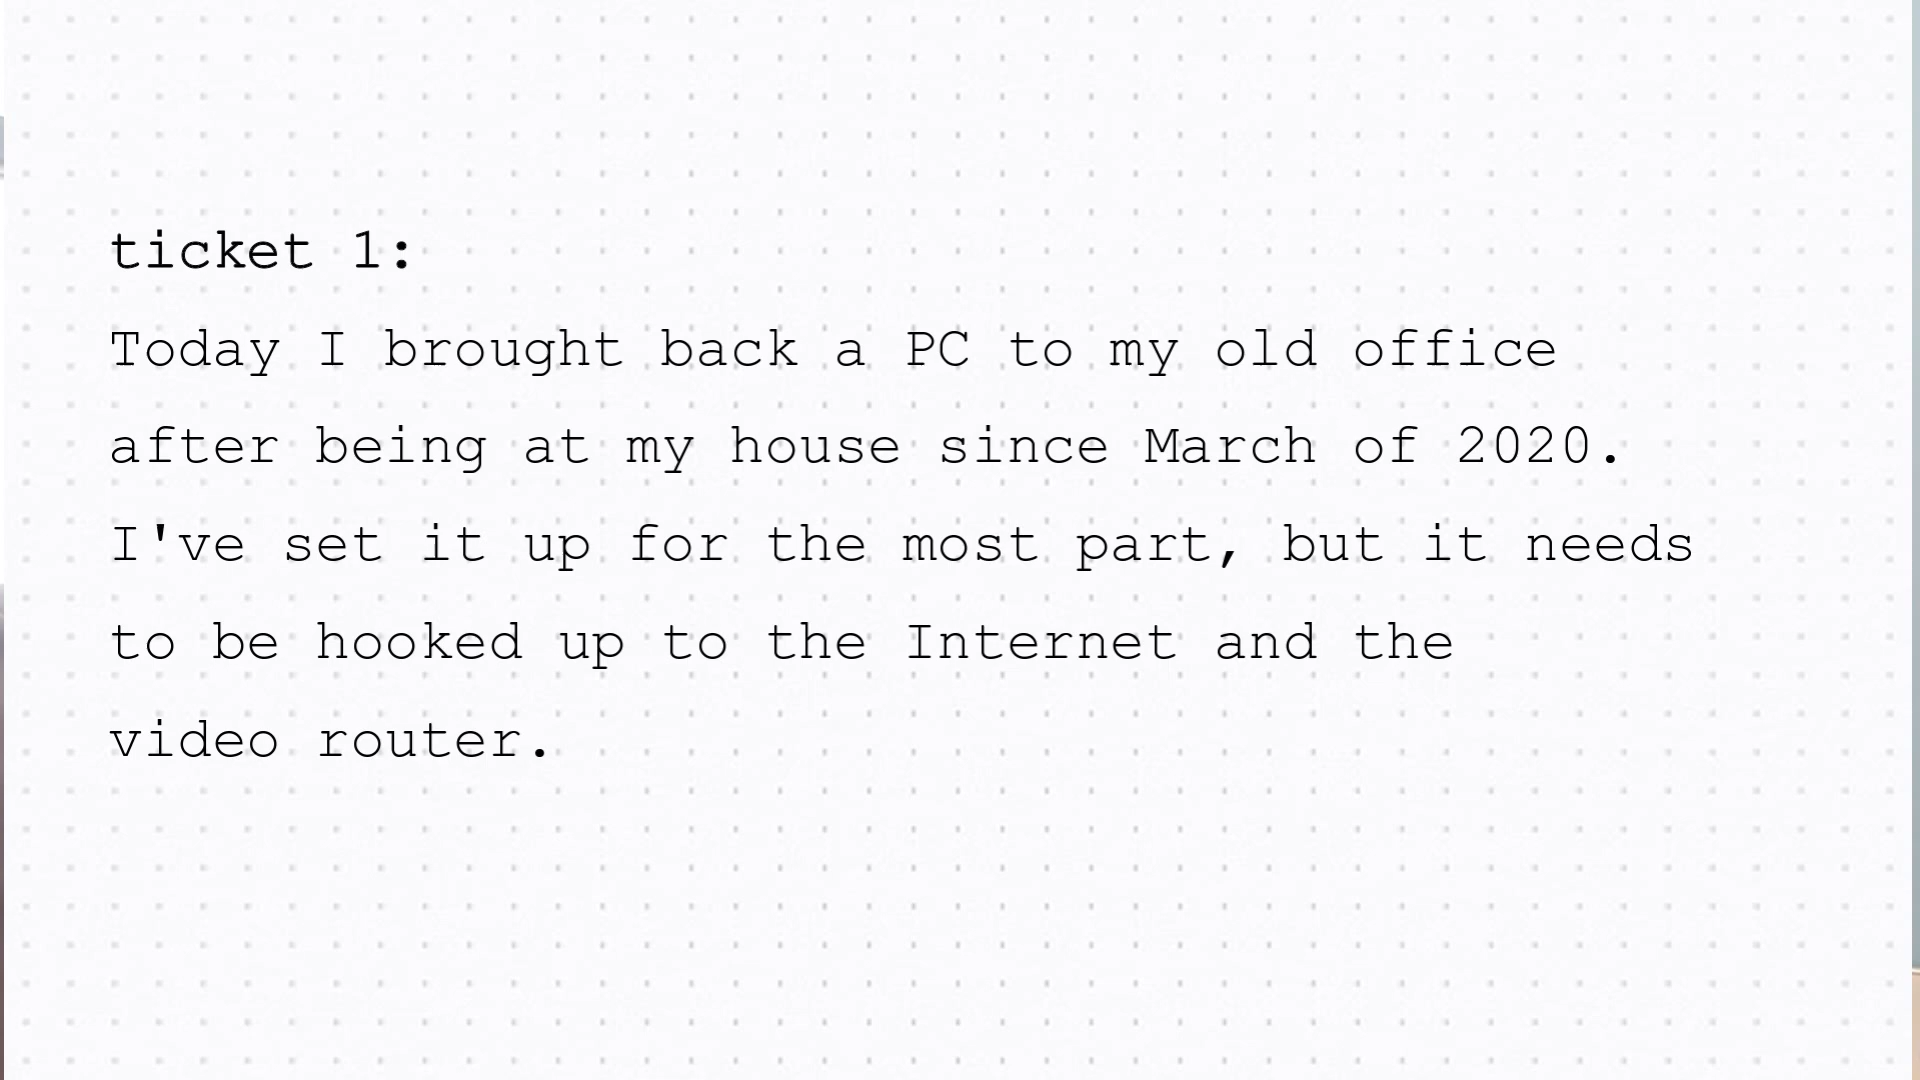 ticket 1:
Today I brought back a PC to my old office
after being at my house since March of 2020.
I've set it up for the most part, but it needs
to be hooked up to the Internet and the
video router.